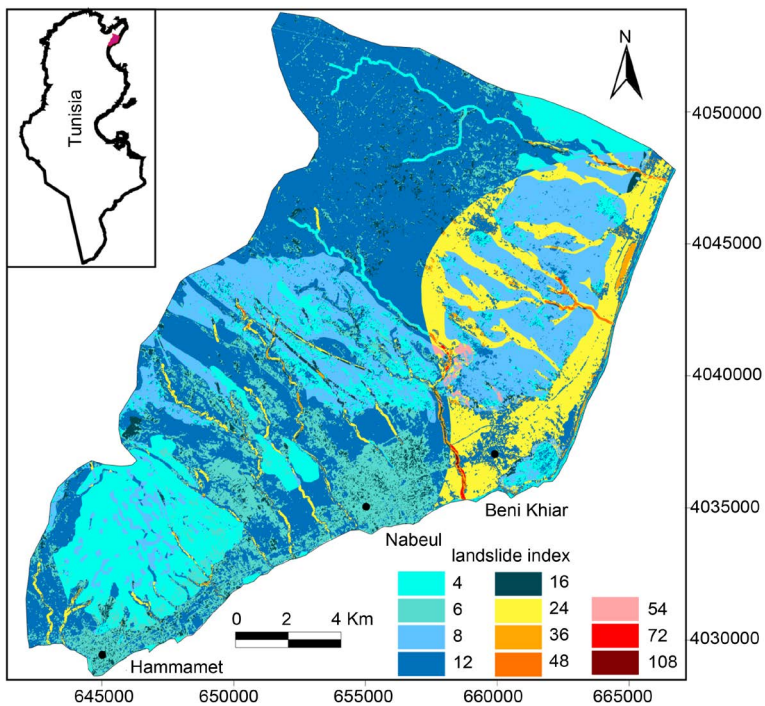 Tunisia
N
4050000
4045000
4040000
4035000
4030000
Beni Khiar
Nabeul
Hammamet
landslide index
4 16
6 24 54
8 36 72
12 48 108
0 2 4 Km
645000 650000 655000 660000 665000